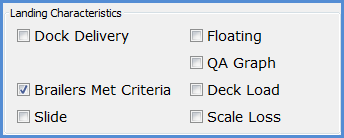 Landing Characteristics
Dock Delivery
Floating
QA Graph
Brailers Met Criteria
Deck Load
Slide
Scale Loss